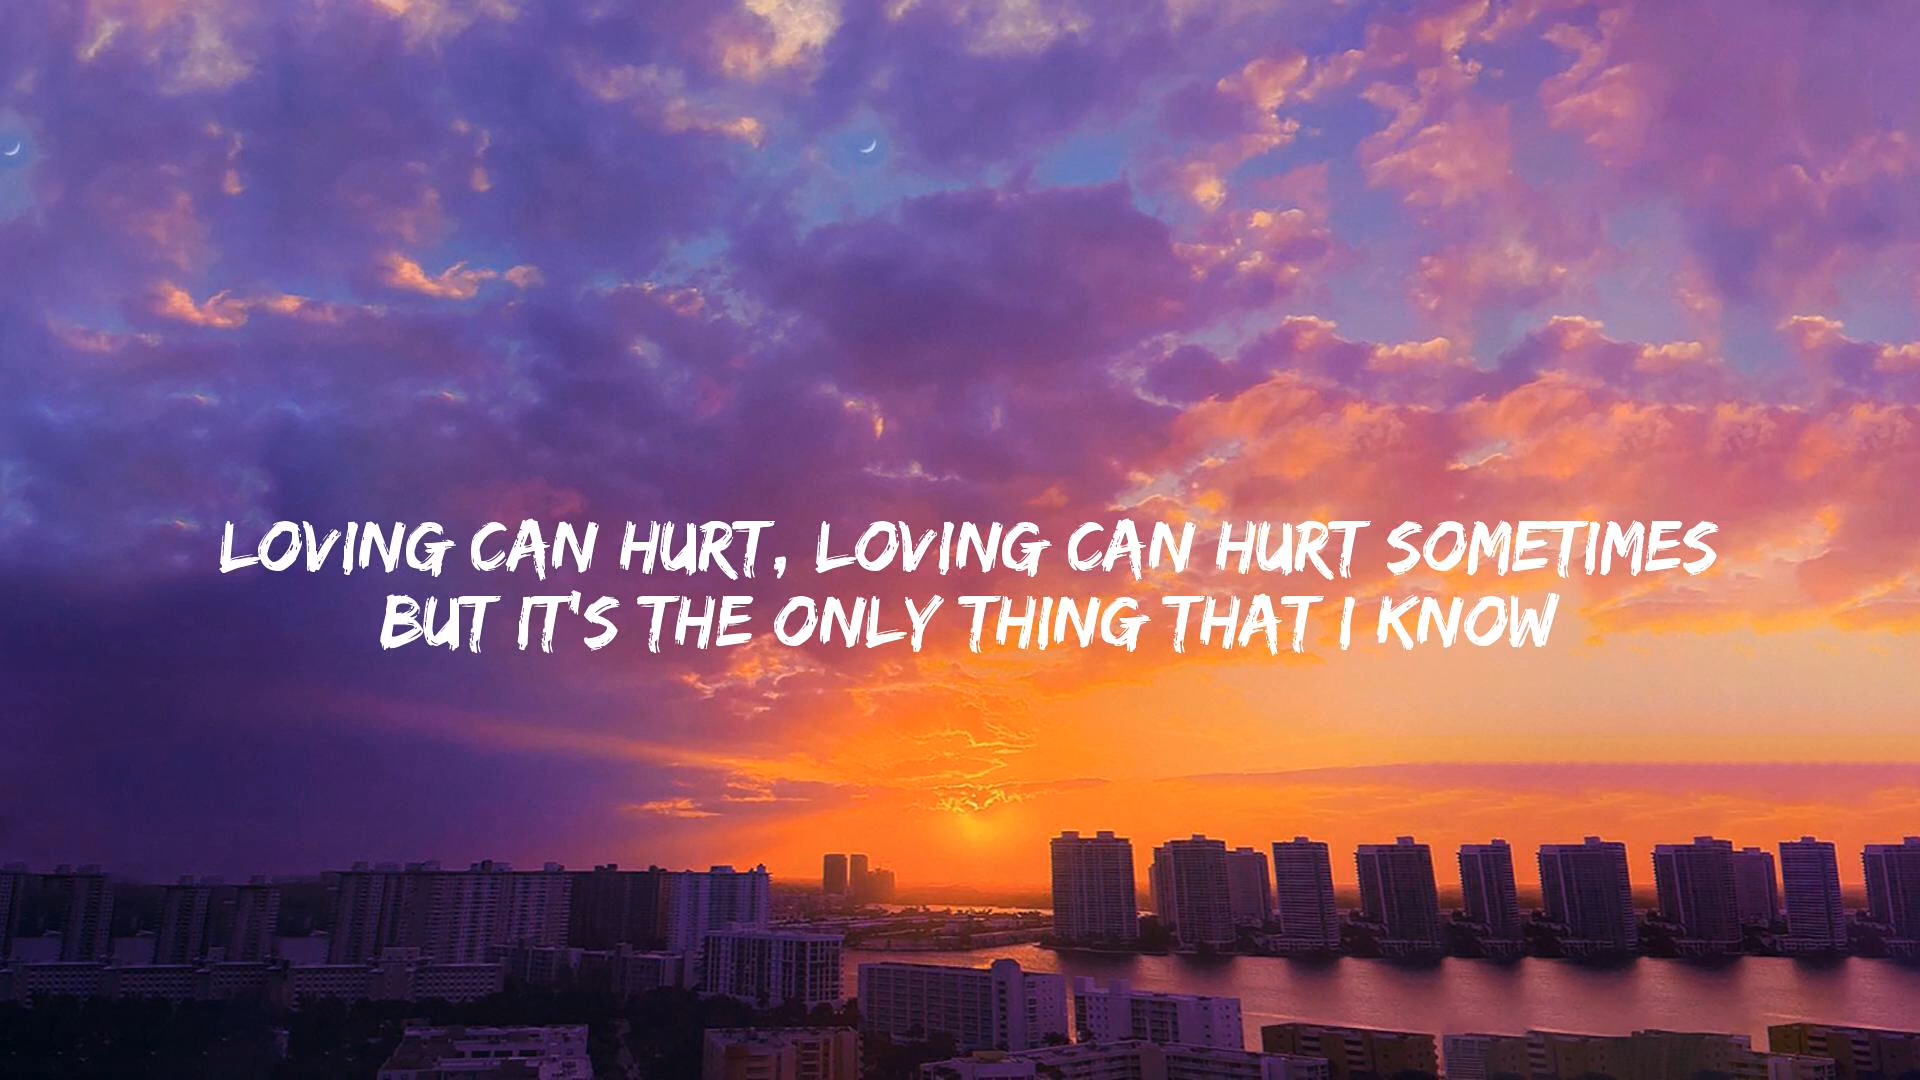 LOVING CAN HURT, LOVING CAN HURT SOMETIMES
BUT IT'S THE ONLY THING THAT I KNOW